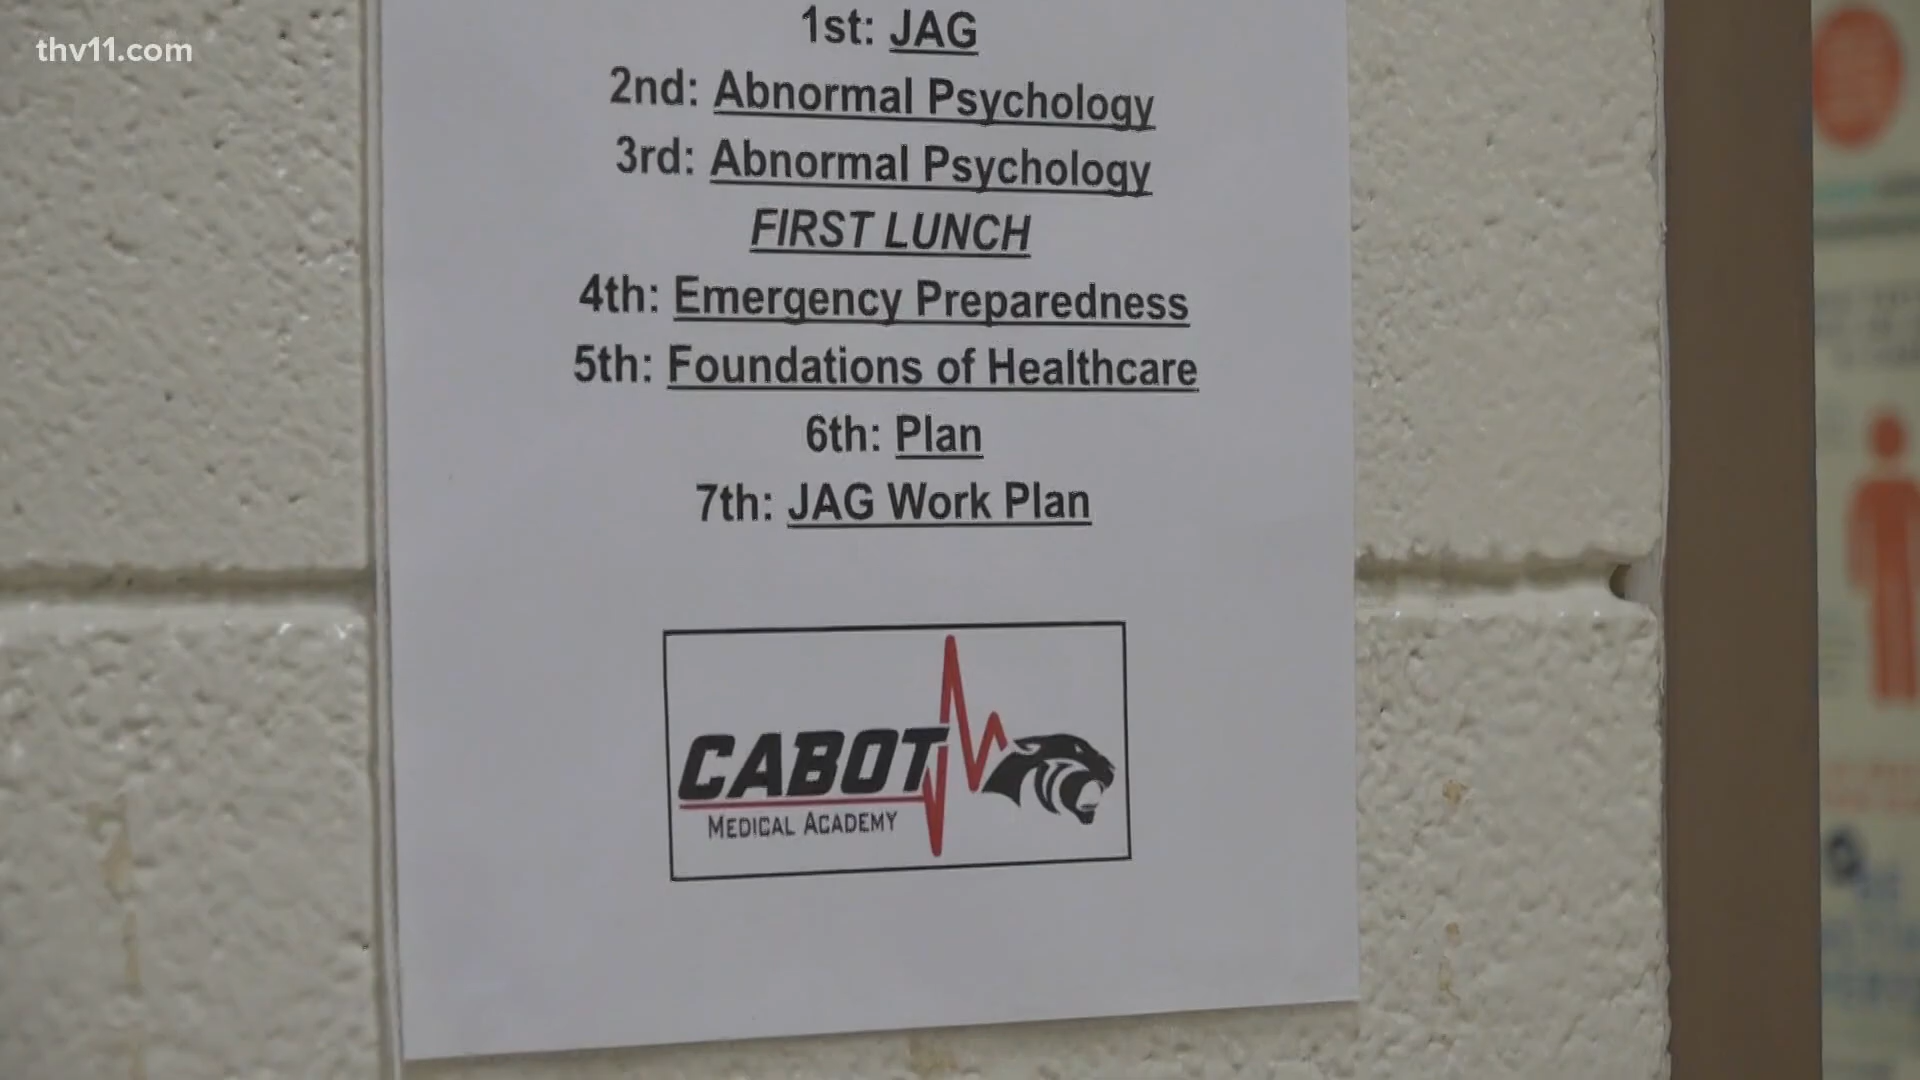 thv11.com
1st: JAG
2nd: Abnormal Psychology
3rd: Abnormal Psychology
FIRST LUNCH
4th: Emergency Preparedness
5th: Foundations of Healthcare
6th: Plan
7th: JAG Work Plan
CABOT
MEDICAL ACADEMY